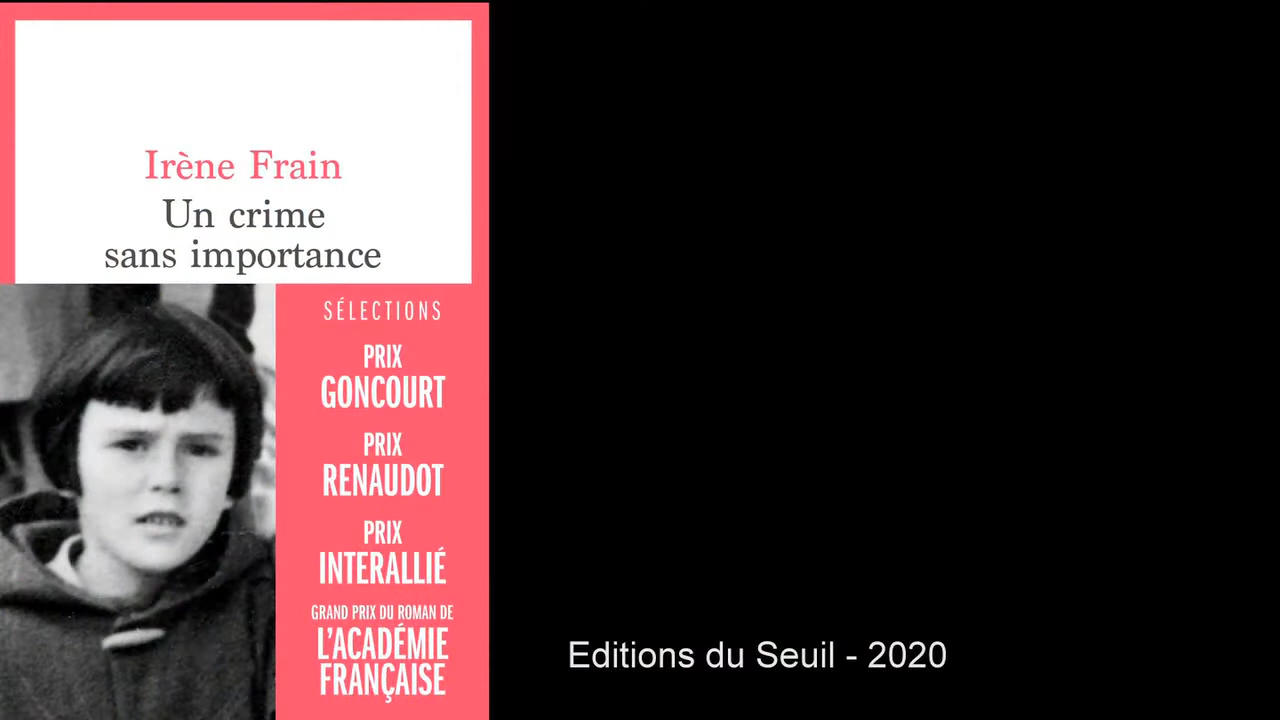 Irène Frain
Un crime
sans importance
SÉLECTIONS
PRIX
GONCOURT
PRIX
RENAUDOT
PRIX
INTERALLIÉ
GRAND PRIX DU ROMAN DE
L'ACADÉMIE
FRANÇAISE
Editions du Seuil - 2020